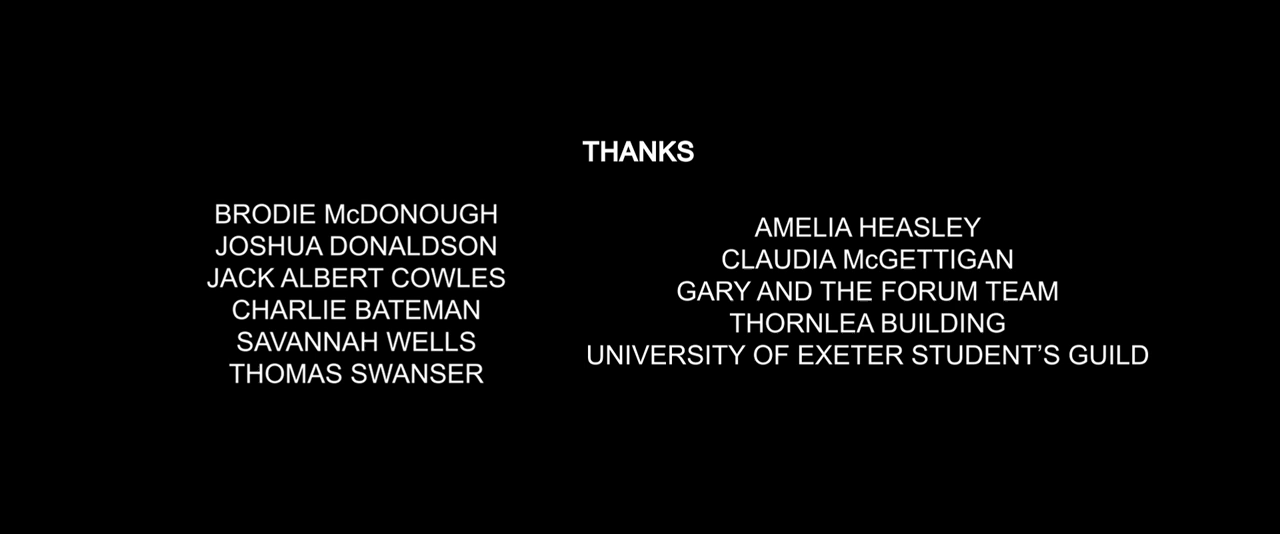 THANKS
BRODIE McDONOUGH
JOSHUA DONALDSON
JACK ALBERT COWLES
CHARLIE BATEMAN
SAVANNAH WELLS
THOMAS SWANSER
AMELIA HEASLEY
CLAUDIA McGETTIGAN
GARY AND THE FORUM TEAM
THORNLEA BUILDING
UNIVERSITY OF EXETER STUDENT’S GUILD